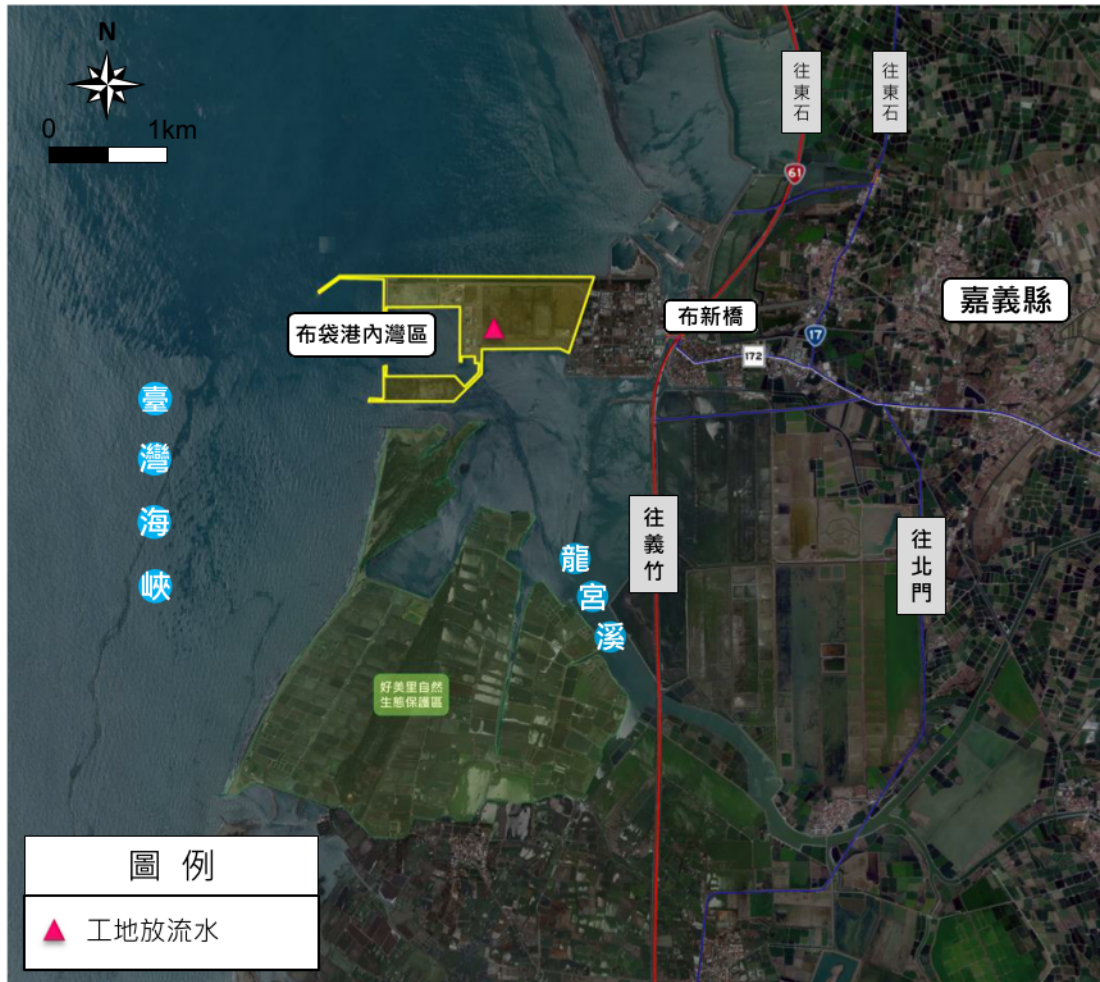 N
0 1km
往東石
往東石
61
嘉義縣
布新橋
布袋港內灣區
17
172
臺灣海峽
往義竹
往北門
龍宮溪
好美里自然
生態保護區
圖例
工地放流水